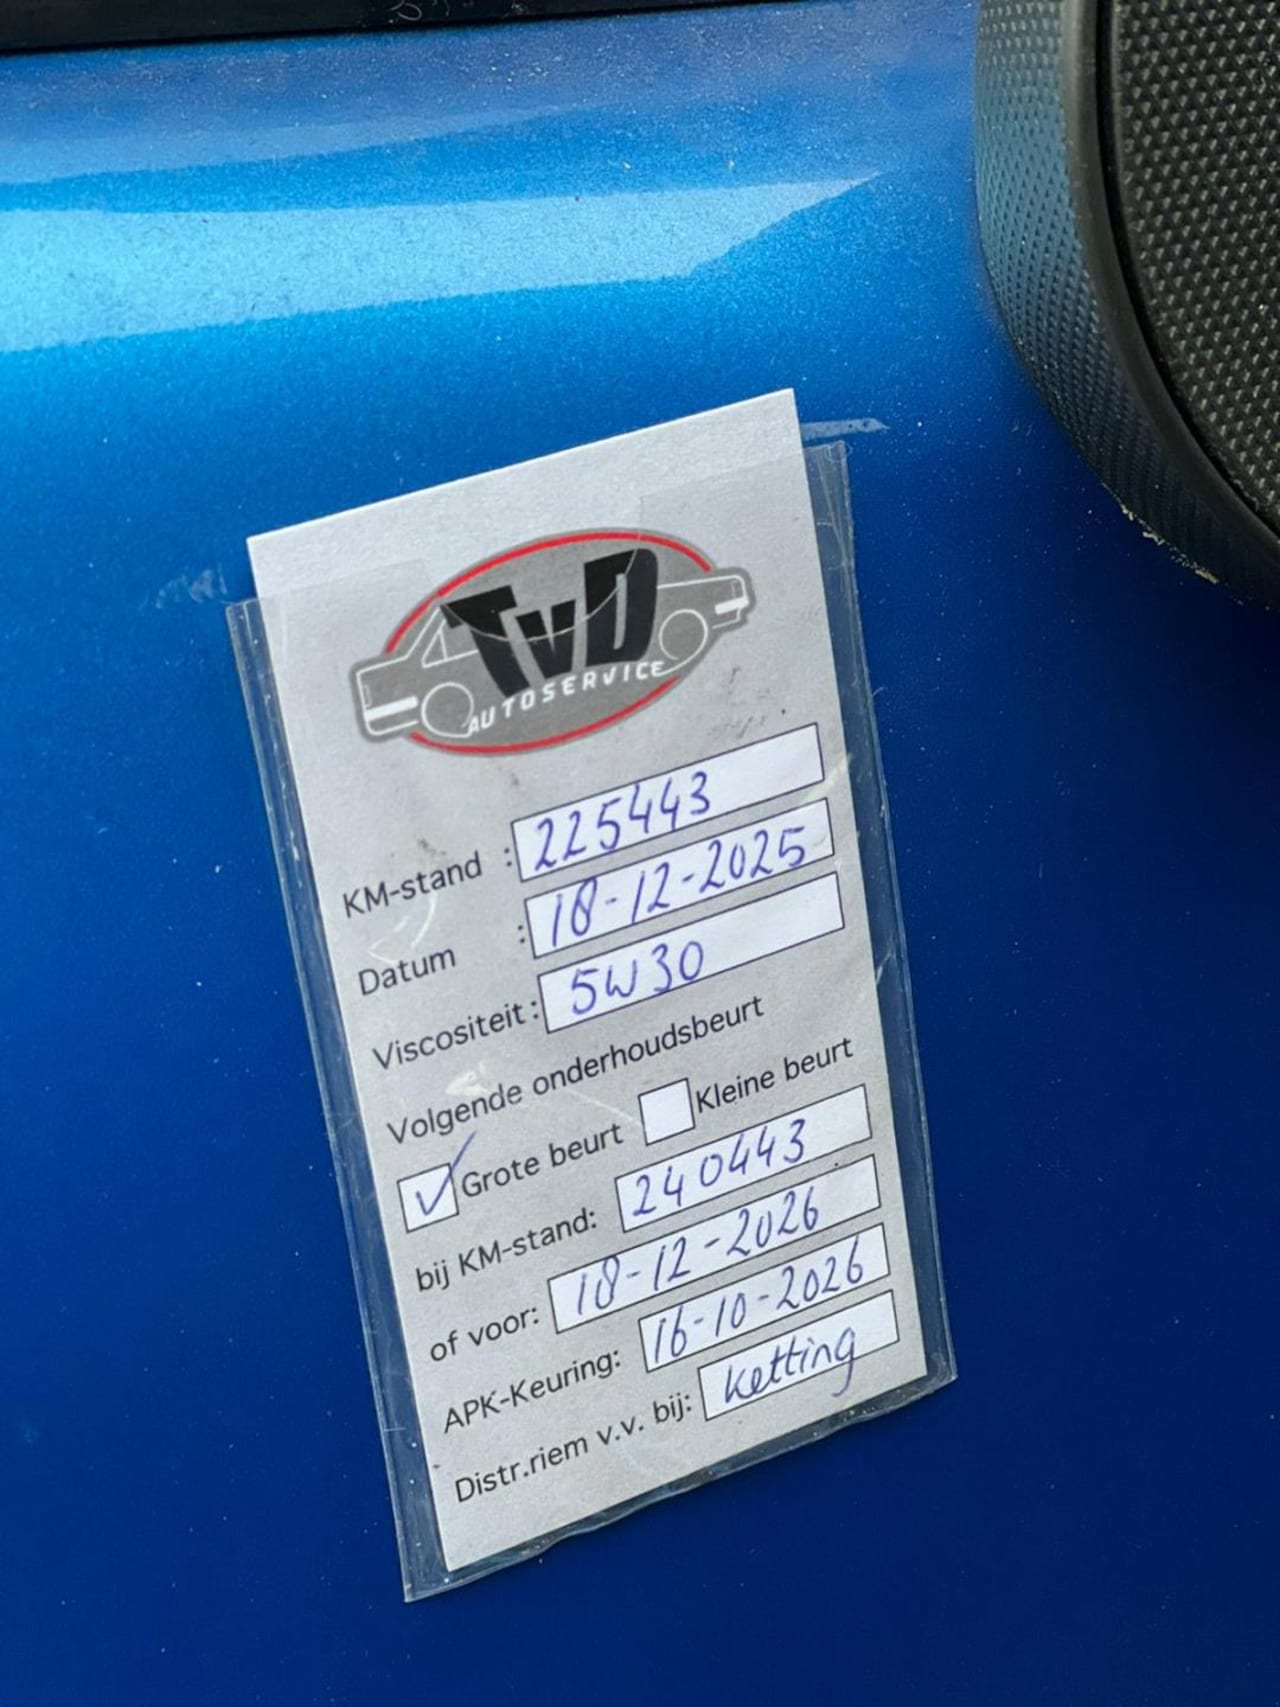 TvD
AUTOSERVICE
KM-stand : 225443
Datum : 18-12-2025
Viscositeit : 5W30
Volgende onderhoudsbeurt
Grote beurt Kleine beurt
bij KM-stand: 240443
of voor: 18-12-2026
APK-Keuring: 16-10-2026
Distr.riem v.v. bij: ketting